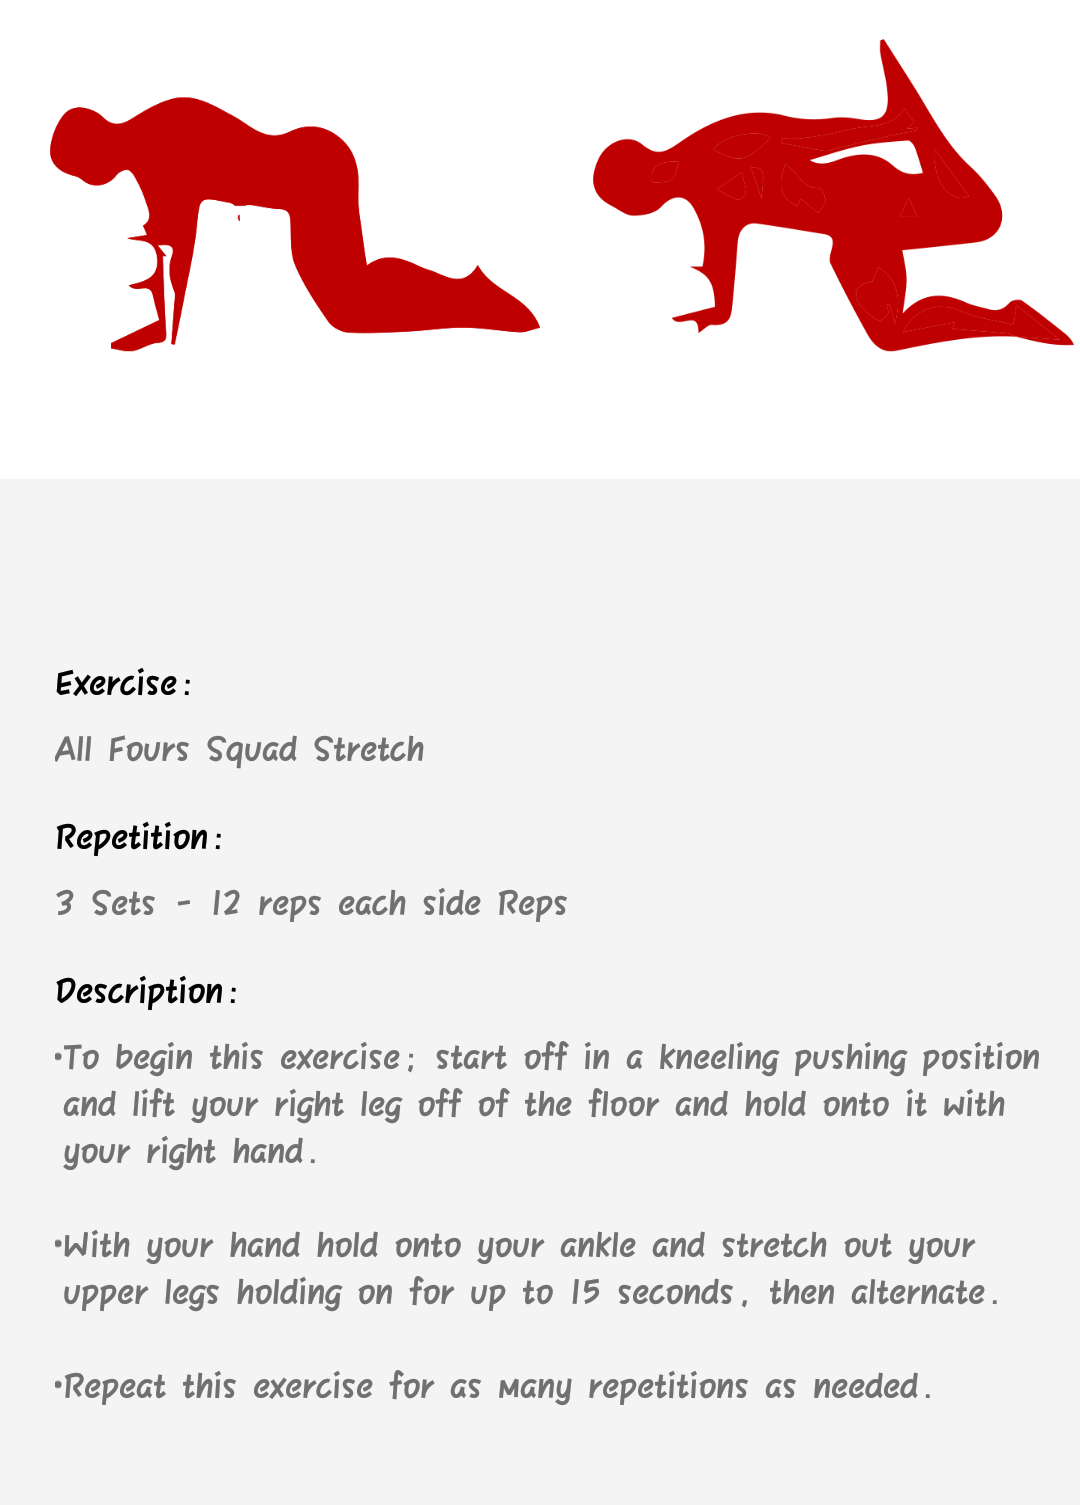 Exercise:
All Fours Squad Stretch
Repetition:
3 Sets - 12 reps each side Reps
Description:
•To begin this exercise; start off in a kneeling pushing position
and lift your right leg off of the floor and hold onto it with
your right hand.
•With your hand hold onto your ankle and stretch out your
upper legs holding on for up to 15 seconds, then alternate.
•Repeat this exercise for as many repetitions as needed.